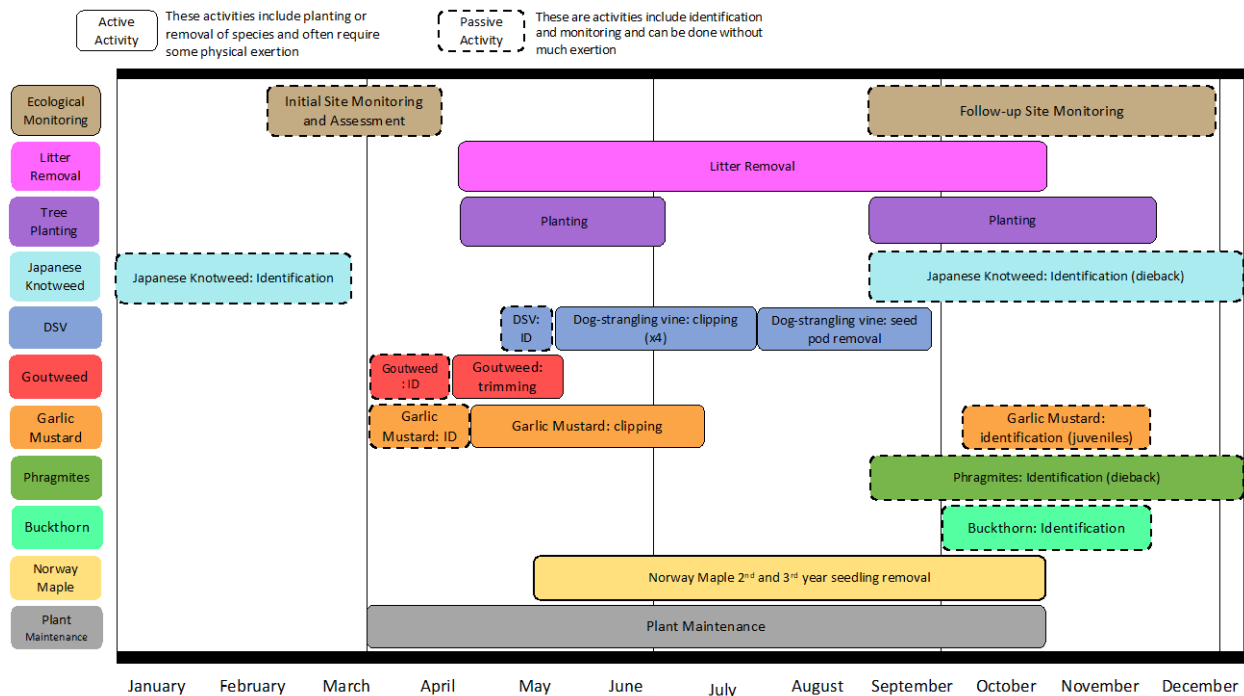 Active
Activity
These activities include planting or
removal of species and often require
some physical exertion
Passive
Activity
These are activities include identification
and monitoring and can be done without
much exertion
Ecological
Monitoring
Initial Site Monitoring
and Assessment
Follow-up Site Monitoring
Litter
Removal
Litter Removal
Tree
Planting
Planting
Planting
Japanese
Knotweed
Japanese Knotweed: Identification
Japanese Knotweed: Identification (dieback)
DSV
DSV:
ID
Dog-strangling vine: clipping
(x4)
Dog-strangling vine: seed
pod removal
Goutweed
Goutweed
: ID
Goutweed:
trimming
Garlic
Mustard
Garlic
Mustard: ID
Garlic Mustard: clipping
Garlic Mustard:
identification (juveniles)
Phragmites
Phragmites: Identification (dieback)
Buckthorn
Buckthorn: Identification
Norway
Maple
Norway Maple 2nd and 3rd year seedling removal
Plant
Maintenance
Plant Maintenance
January February March April May June July August September October November December